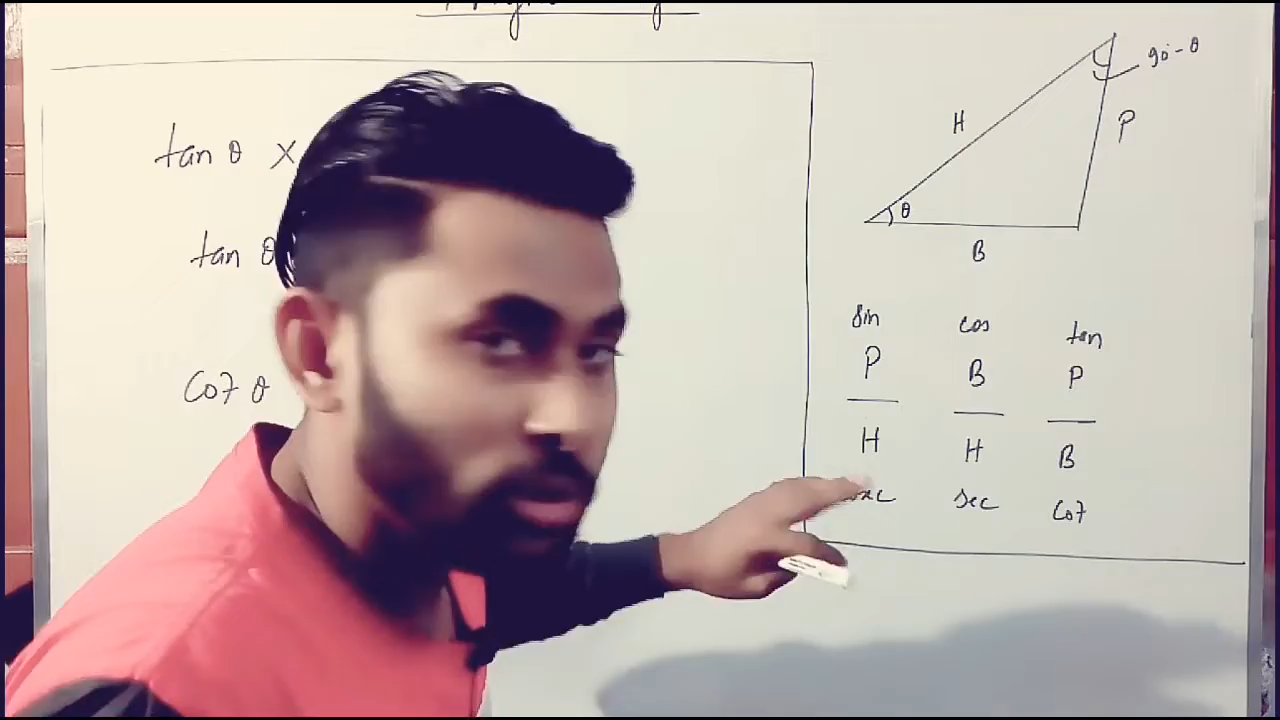 tan θ ×
tan θ
cot θ
90° - θ
H
P
θ
B
sin cos tan
P B P
H H B
sec cot